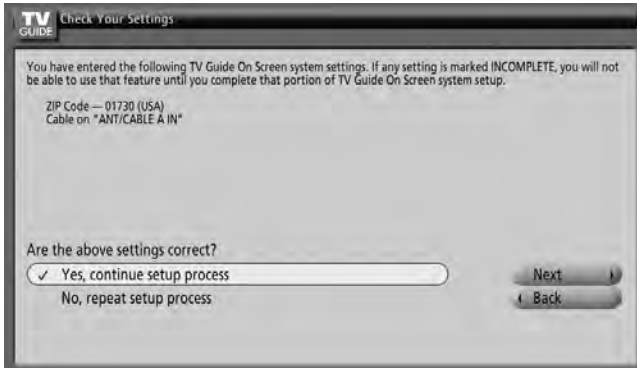 TV
GUIDE
Check Your Settings
You have entered the following TV Guide On Screen system settings. If any setting is marked INCOMPLETE, you will not
be able to use that feature until you complete that portion of TV Guide On Screen system setup.
ZIP Code — 01730 (USA)
Cable on "ANT/CABLE A IN"
Are the above settings correct?
✓ Yes, continue setup process
No, repeat setup process
Next
Back